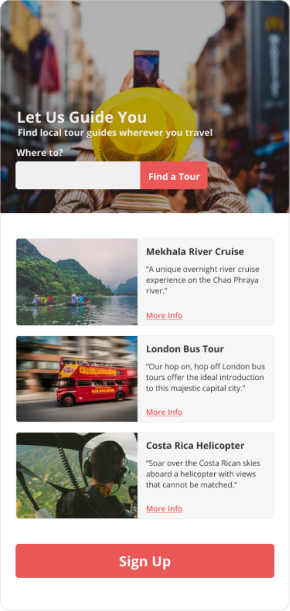 Let Us Guide You
Find local tour guides wherever you travel
Where to?
Find a Tour
Mekhala River Cruise
“A unique overnight river cruise
experience on the Chao Phraya
river.”
More Info
London Bus Tour
“Our hop on, hop off London bus
tours offer the ideal introduction
to this majestic capital city.”
More Info
Costa Rica Helicopter
“Soar over the Costa Rican skies
aboard a helicopter with views
that cannot be matched.”
More Info
Sign Up